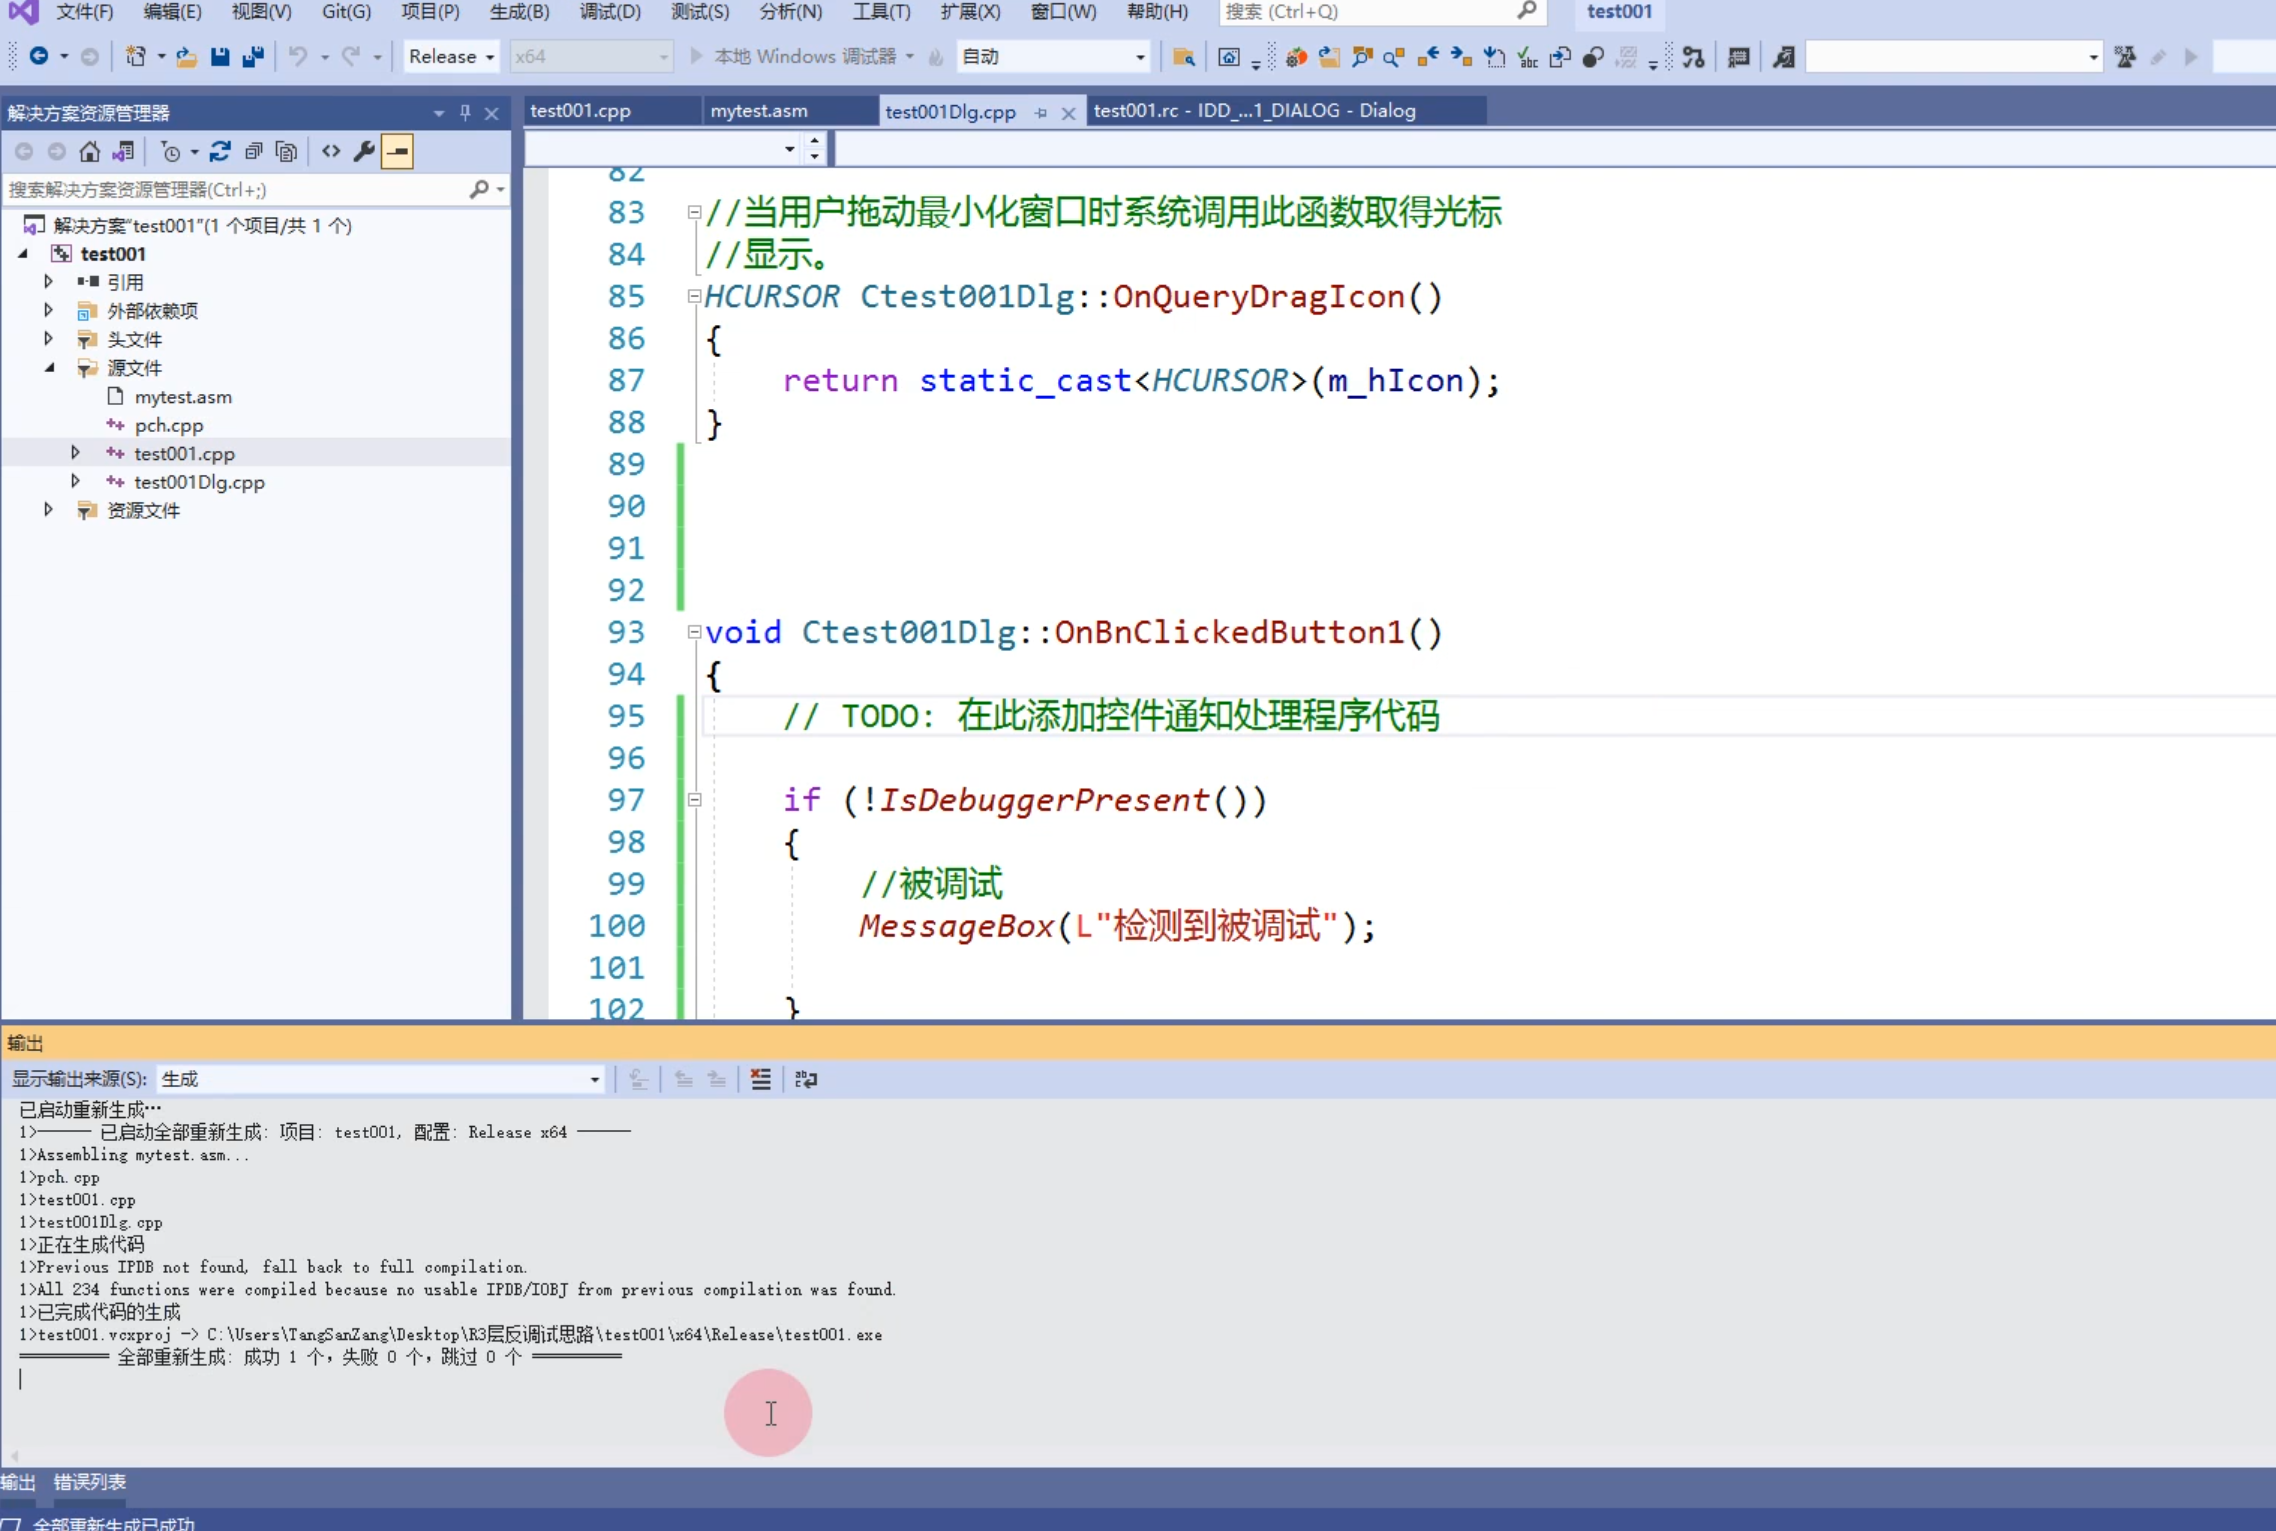 文件(F) 编辑(E) 视图(V) Git(G) 项目(P) 生成(B) 调试(D) 测试(S) 分析(N) 工具(T) 扩展(X) 窗口(W) 帮助(H) 搜索 (Ctrl+Q) test001
Release x64 本地 Windows 调试器 自动
解决方案资源管理器
test001.cpp mytest.asm test001Dlg.cpp test001.rc - IDD_...1_DIALOG - Dialog
搜索解决方案资源管理器(Ctrl+;)
解决方案"test001"(1 个项目/共 1 个)
test001
引用
外部依赖项
头文件
源文件
mytest.asm
pch.cpp
test001.cpp
test001Dlg.cpp
资源文件
82
83 //当用户拖动最小化窗口时系统调用此函数取得光标
84 //显示。
85 HCURSOR Ctest001Dlg::OnQueryDragIcon()
86 {
87 return static_cast<HCURSOR>(m_hIcon);
88 }
89
90
91
92
93 void Ctest001Dlg::OnBnClickedButton1()
94 {
95 // TODO: 在此添加控件通知处理程序代码
96
97 if (!IsDebuggerPresent())
98 {
99 //被调试
100 MessageBox(L"检测到被调试");
101
102 }
输出
显示输出来源(S): 生成
已启动重新生成…
1>—— 已启动全部重新生成: 项目: test001, 配置: Release x64 ——
1>Assembling mytest.asm...
1>pch.cpp
1>test001.cpp
1>test001Dlg.cpp
1>正在生成代码
1>Previous IPDB not found, fall back to full compilation.
1>All 234 functions were compiled because no usable IPDB/IOBJ from previous compilation was found.
1>已完成代码的生成
1>test001.vcxproj -> C:\Users\TangSanZang\Desktop\R3层反调试思路\test001\x64\Release\test001.exe
========== 全部重新生成: 成功 1 个，失败 0 个，跳过 0 个 ==========
输出 错误列表
全部重新生成已成功